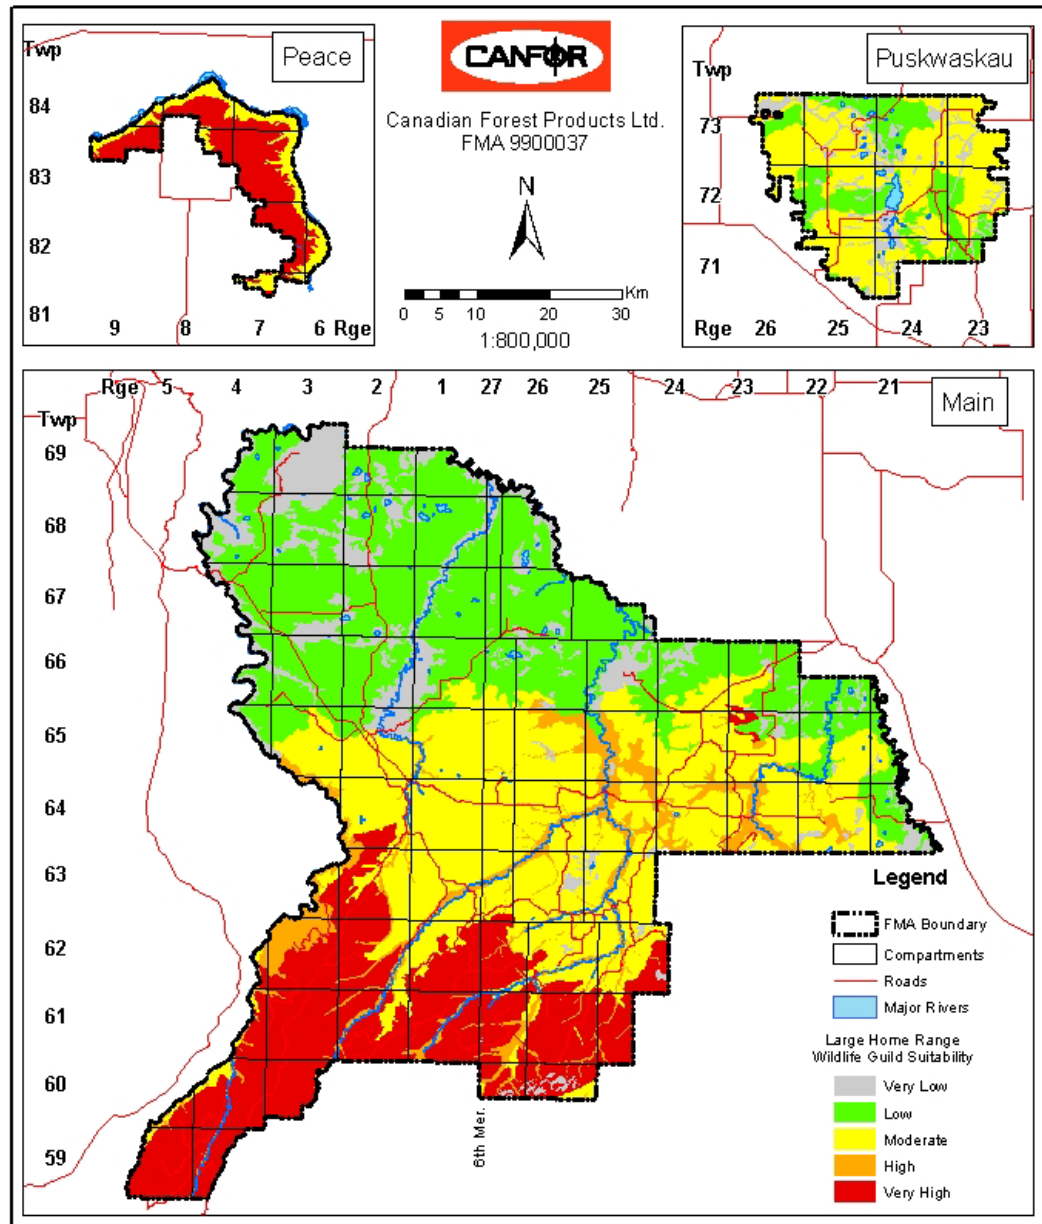 Peace
Twp
84
83
82
81
9 8 7 6 Rge
CANFOR
Canadian Forest Products Ltd.
FMA 9900037
N
Km
0 5 10 20 30
1:800,000
Puskwaskau
Twp
73
72
71
Rge 26 25 24 23
Main
Rge 5 4 3 2 1 27 26 25 24 23 22 21
Twp
69
68
67
66
65
64
63
62
61
60
59
6th Mer.
Legend
FMA Boundary
Compartments
Roads
Major Rivers
Large Home Range
Wildlife Guild Suitability
Very Low
Low
Moderate
High
Very High